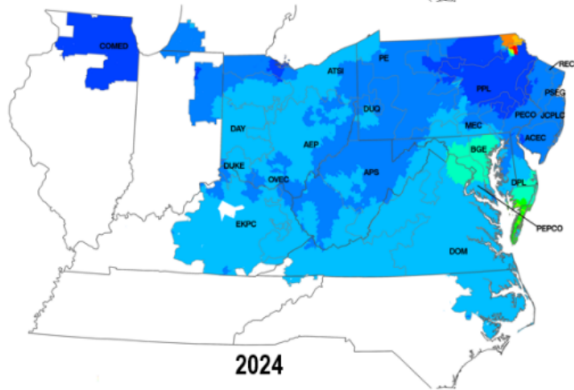 COMED
PE
REC
ATSI
PPL
PSEG
DUQ
PECO JCPLC
DAY
MEC
ACEC
AEP
BGE
DUKE
OVEC
APS
DPL
EKPC
PEPCO
DOM
2024